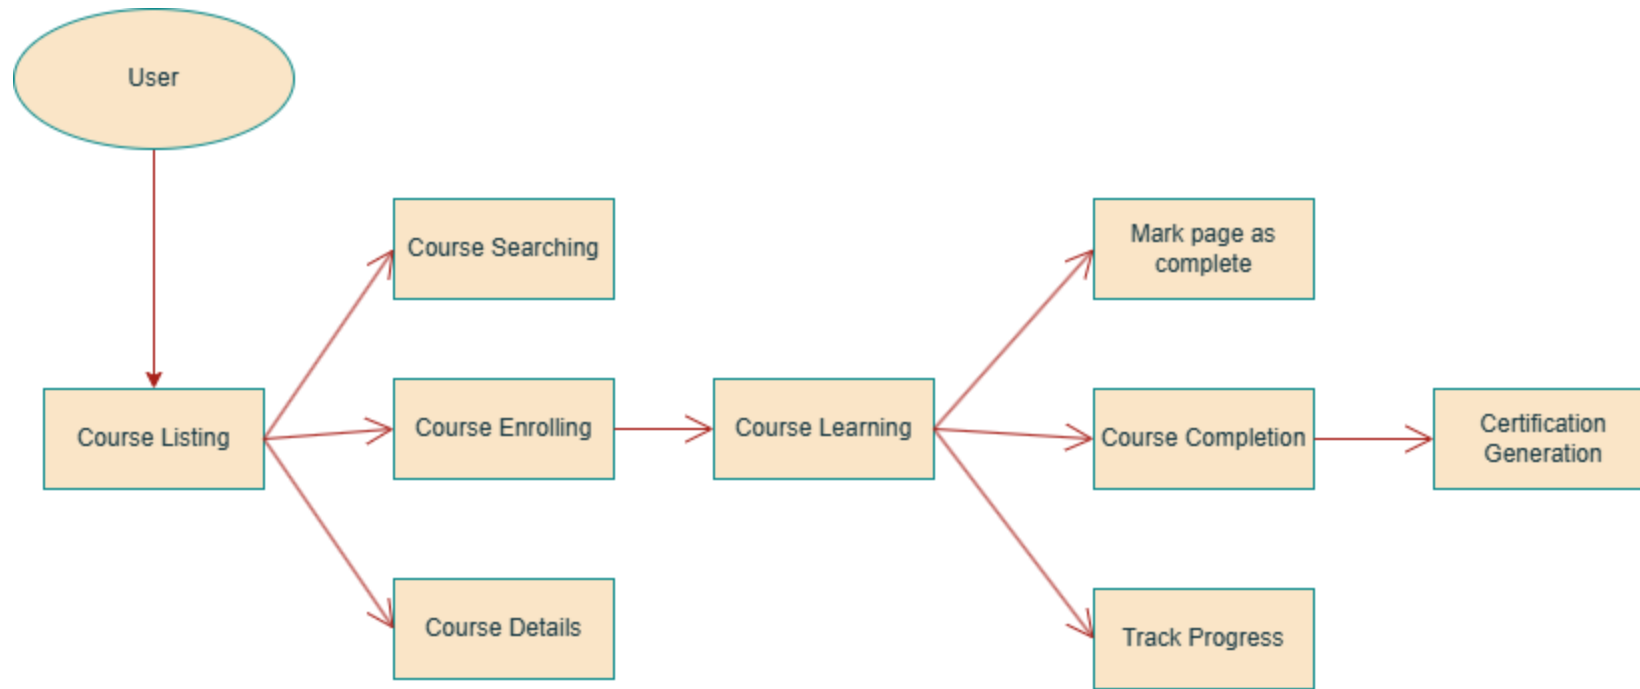 User
Course Searching
Mark page as
complete
Course Listing
Course Enrolling
Course Learning
Course Completion
Certification
Generation
Course Details
Track Progress